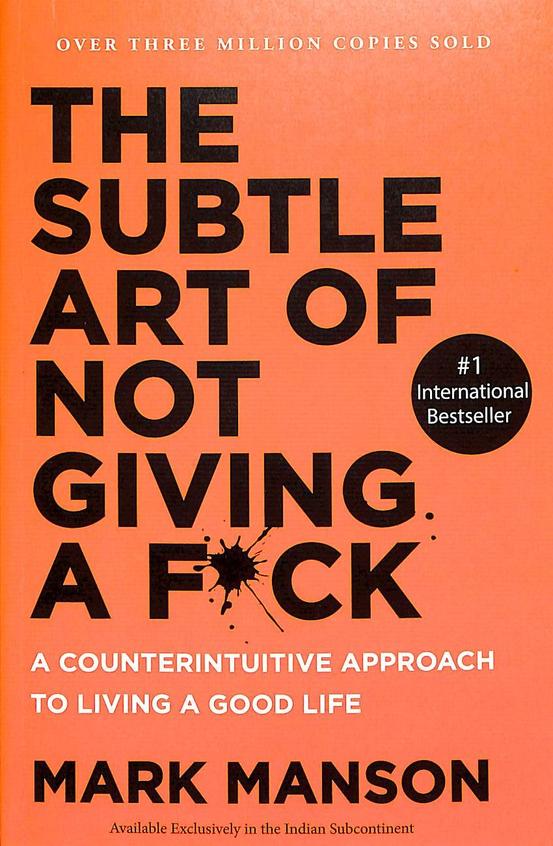 OVER THREE MILLION COPIES SOLD
THE
SUBTLE
ART OF
NOT
GIVING
A F*CK
#1
International
Bestseller
A COUNTERINTUITIVE APPROACH
TO LIVING A GOOD LIFE
MARK MANSON
Available Exclusively in the Indian Subcontinent